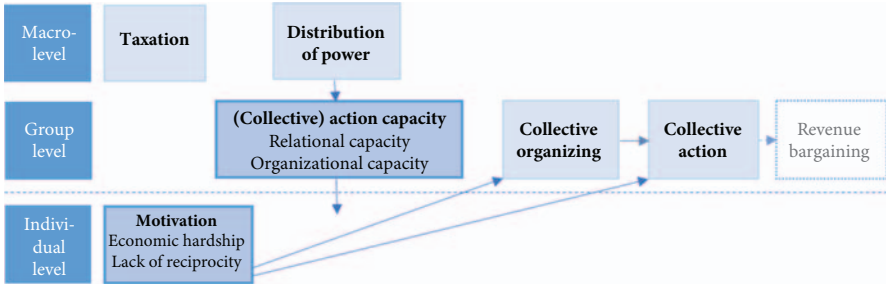 Macro-
level
Taxation
Distribution
of power
Group
level
(Collective) action capacity
Relational capacity
Organizational capacity
Collective
organizing
Collective
action
Revenue
bargaining
Indivi-
dual
level
Motivation
Economic hardship
Lack of reciprocity